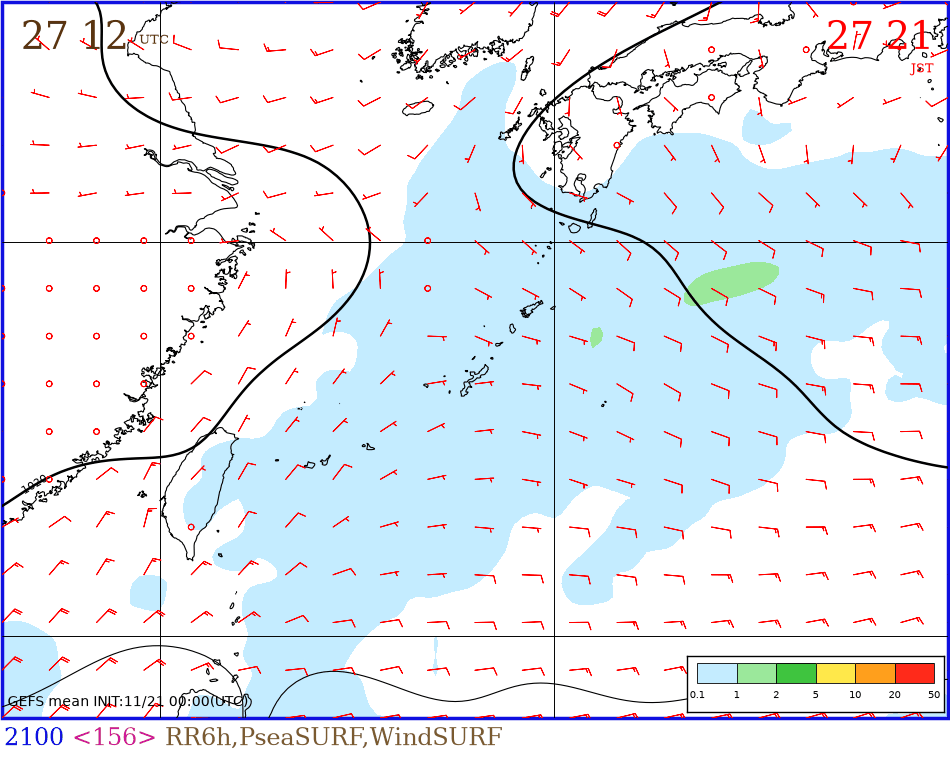 27 12 UTC
27 21
JST
1020
GEFS mean INIT:11/21 00:00(UTC)
0.1 1 2 5 10 20 50
2100 <156> RR6h,PseaSURF,WindSURF